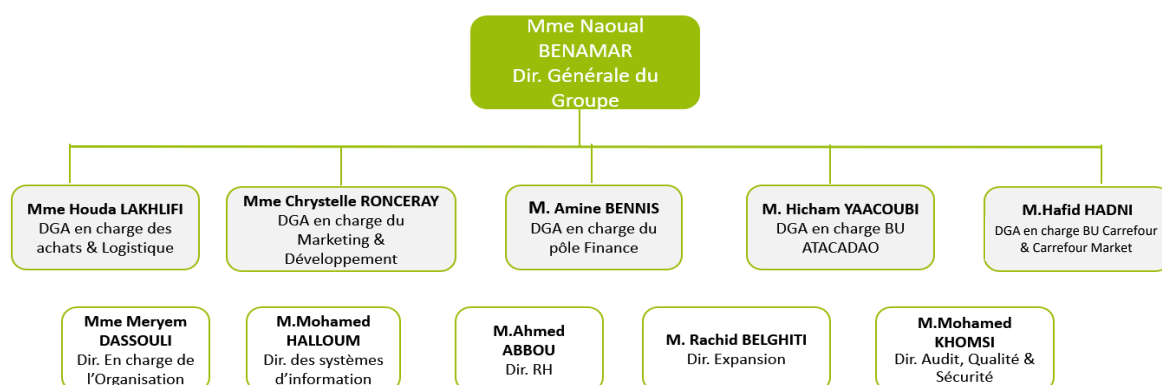 Mme Naoual
BENAMAR
Dir. Générale du
Groupe
Mme Houda LAKHLIFI
DGA en charge des
achats & Logistique
Mme Chrystelle RONCERAY
DGA en charge du
Marketing &
Développement
M. Amine BENNIS
DGA en charge du
pôle Finance
M. Hicham YAACOUBI
DGA en charge BU
ATACADAO
M.Hafid HADNI
DGA en charge BU Carrefour
& Carrefour Market
Mme Meryem
DASSOULI
Dir. En charge de
l’Organisation
M.Mohamed
HALLOUM
Dir. des systèmes
d’information
M.Ahmed
ABBOU
Dir. RH
M. Rachid BELGHITI
Dir. Expansion
M.Mohamed
KHOMSI
Dir. Audit, Qualité &
Sécurité